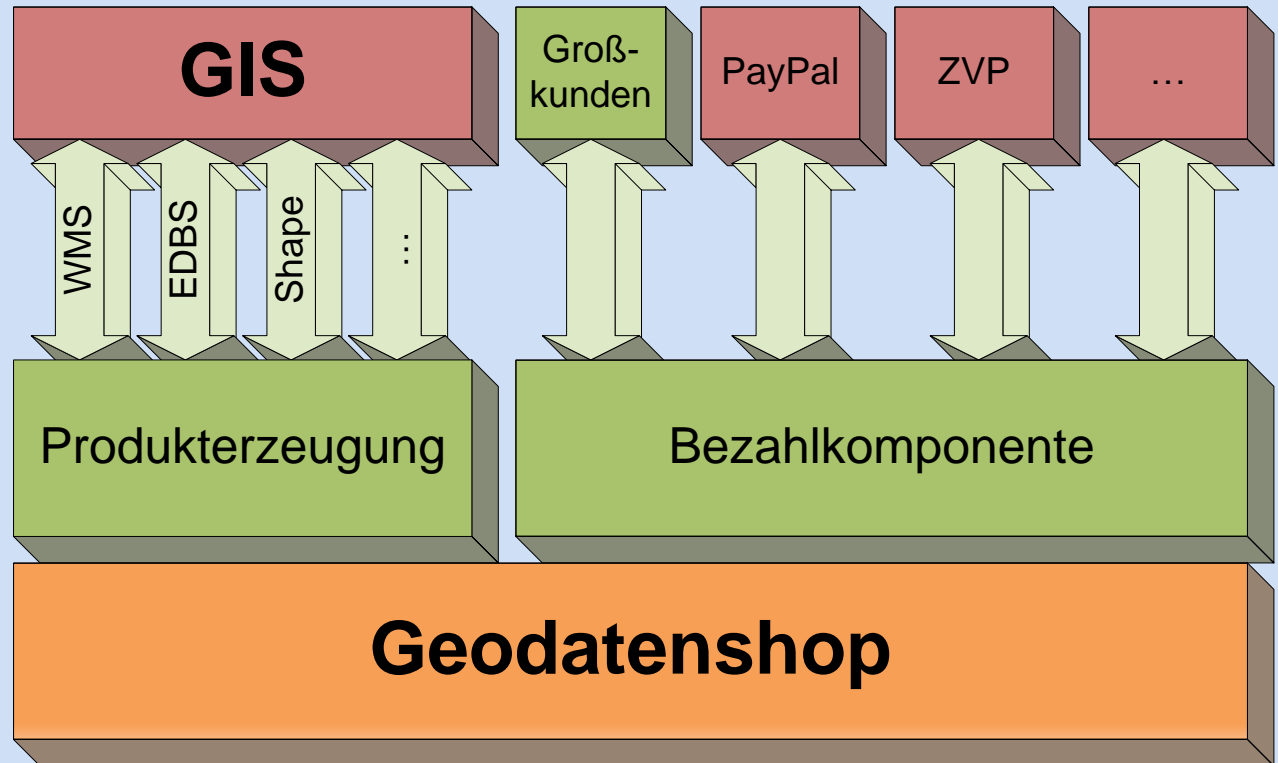 GIS
Groß-
kunden
PayPal
ZVP
...
WMS
EDBS
Shape
...
Produkterzeugung
Bezahlkomponente
Geodatenshop